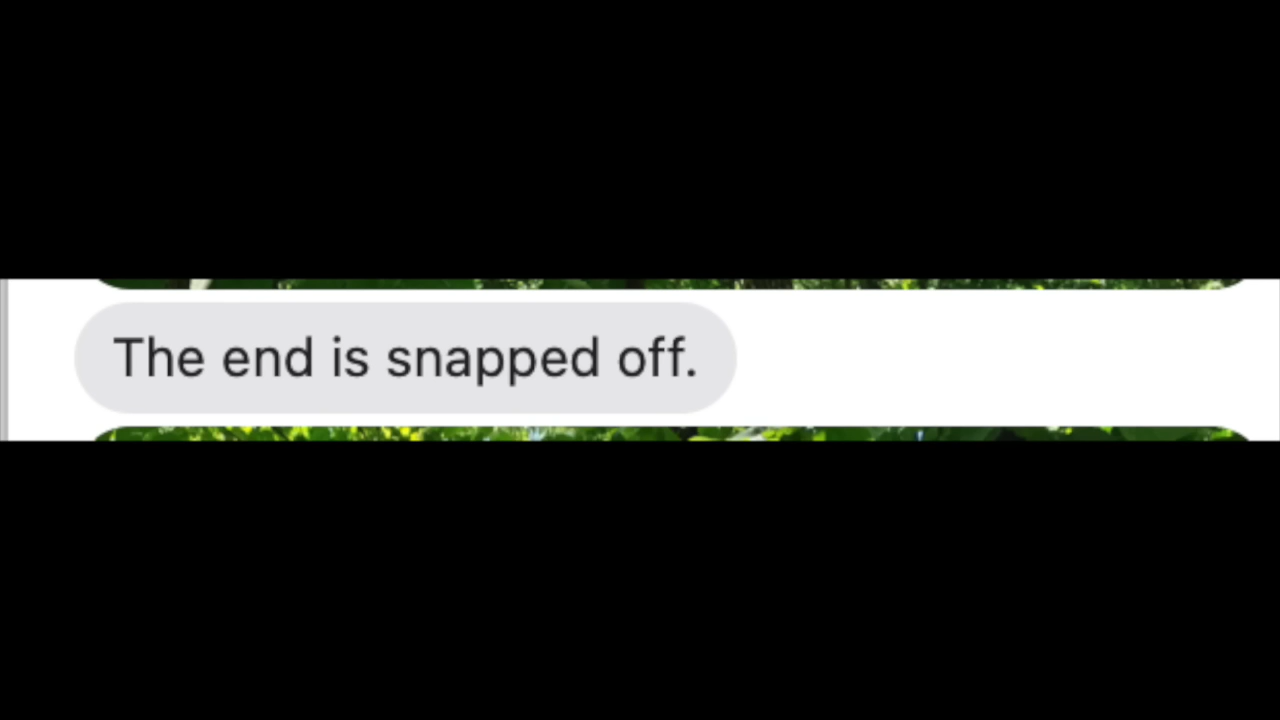 The end is snapped off.